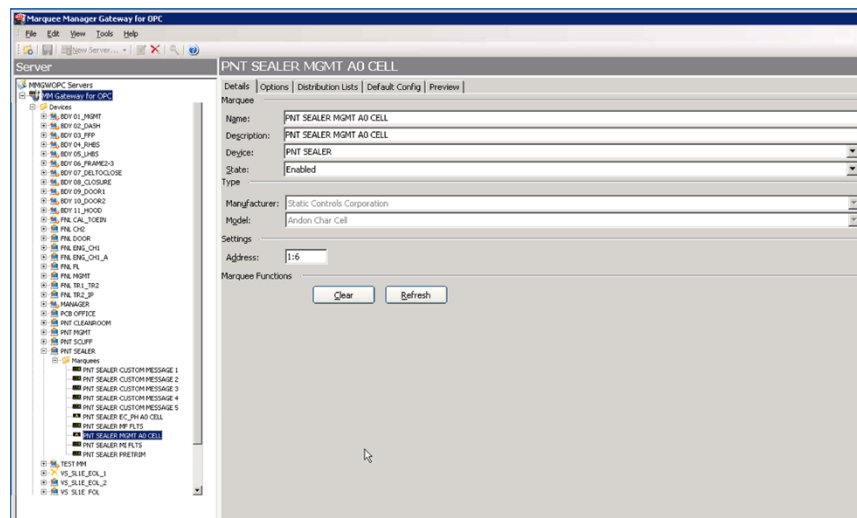 Marquee Manager Gateway for OPC
File Edit View Tools Help
New Server...
Server
PNT SEALER MGMT A0 CELL
MMGWOPC Servers
MM Gateway for OPC
Devices
BDY 01_MGMT
BDY 02_DASH
BDY 03_FFP
BDY 04_RHBS
BDY 05_LHBS
BDY 06_FRAME2-3
BDY 07_DELTOCLOSE
BDY 08_CLOSURE
BDY 09_DOOR1
BDY 10_DOOR2
BDY 11_HOOD
FNL CAL_TOEIN
FNL CH2
FNL DOOR
FNL ENG_CH1
FNL ENG_CH1_A
FNL FL
FNL MGMT
FNL TR1_TR2
FNL TR2_IP
MANAGER
PCB OFFICE
PNT CLEANROOM
PNT MGMT
PNT SCUFF
PNT SEALER
Marquees
PNT SEALER CUSTOM MESSAGE 1
PNT SEALER CUSTOM MESSAGE 2
PNT SEALER CUSTOM MESSAGE 3
PNT SEALER CUSTOM MESSAGE 4
PNT SEALER CUSTOM MESSAGE 5
PNT SEALER EC_PH A0 CELL
PNT SEALER MF FLTS
PNT SEALER MGMT A0 CELL
PNT SEALER MI FLTS
PNT SEALER PRETRIM
TEST MM
VS_SL1E_EOL_1
VS_SL1E_EOL_2
VS SL1E FOL
Details Options Distribution Lists Default Config Preview
Marquee
Name: PNT SEALER MGMT A0 CELL
Description: PNT SEALER MGMT A0 CELL
Device: PNT SEALER
State: Enabled
Type
Manufacturer: Static Controls Corporation
Model: Andon Char Cell
Settings
Address: 1:6
Marquee Functions
Clear Refresh